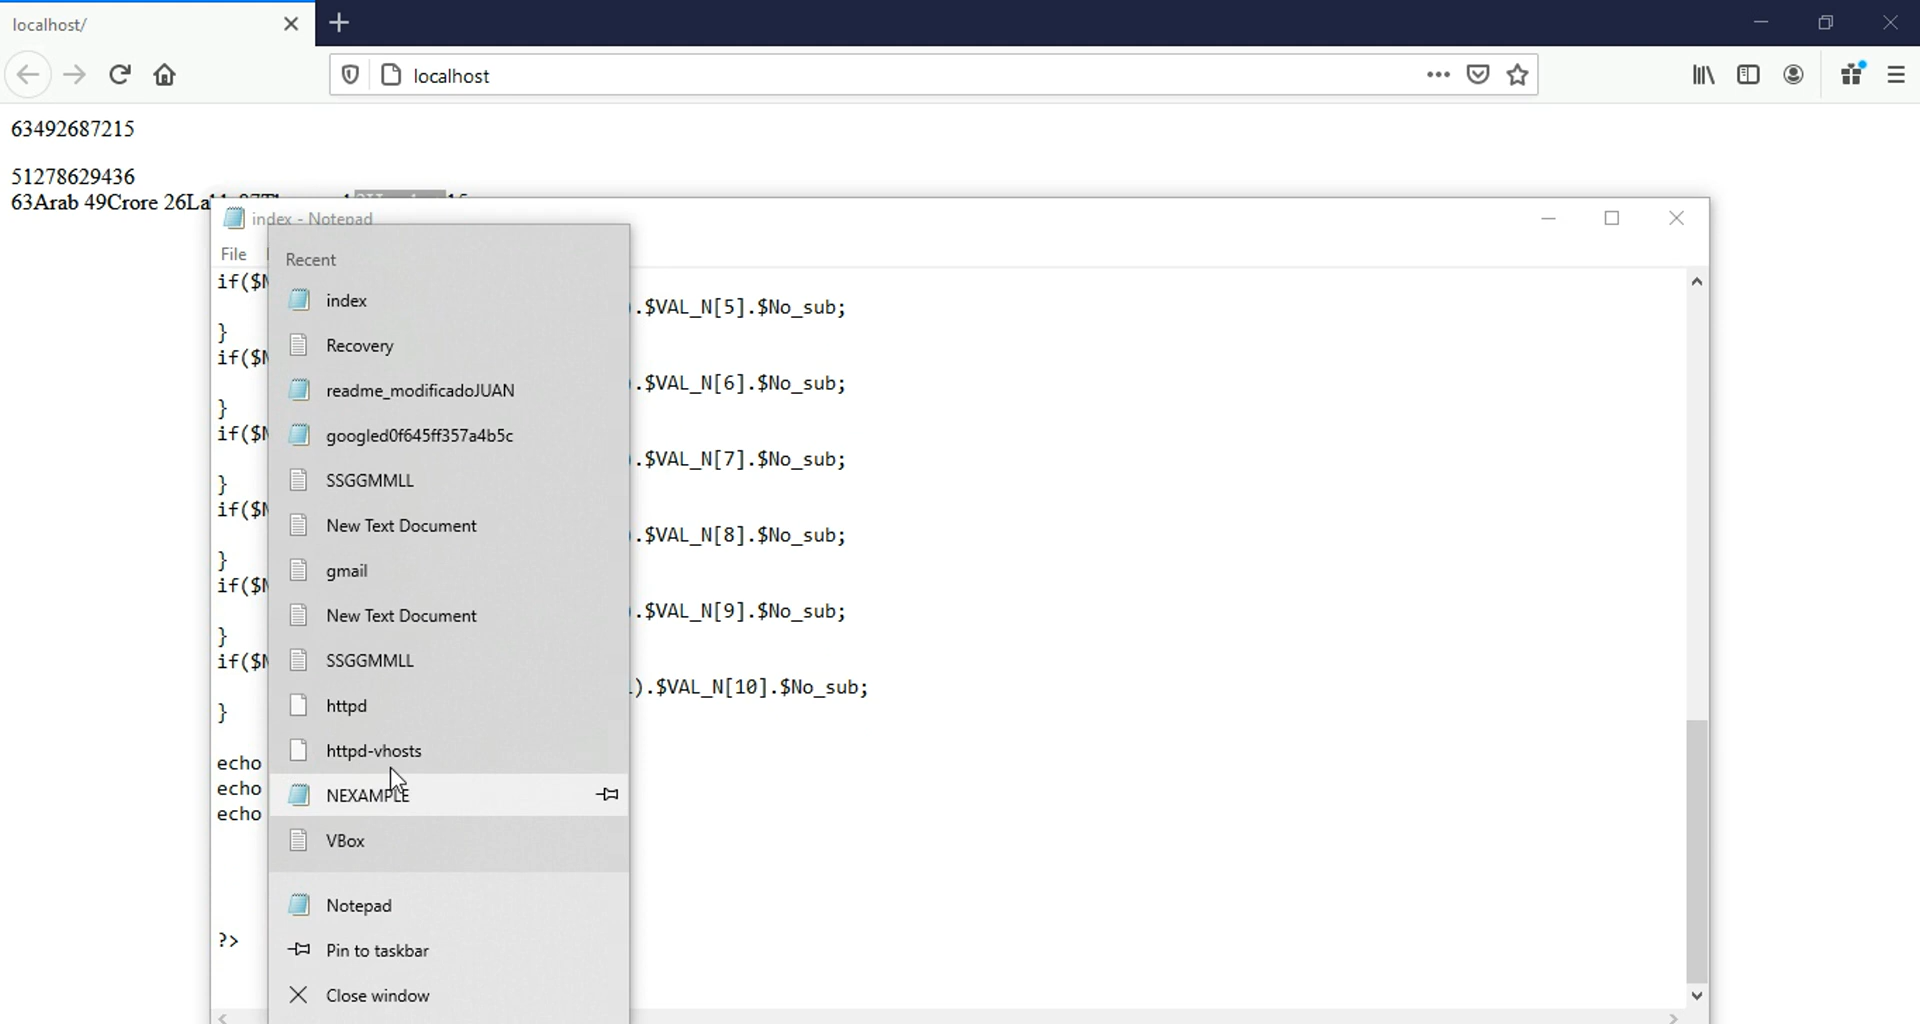 localhost/
localhost
63492687215
51278629436
63Arab 49Crore 26La
index - Notepad
File
Recent
index
Recovery
readme_modificadoJUAN
googled0f645ff357a4b5c
SSGGMMLL
New Text Document
gmail
New Text Document
SSGGMMLL
httpd
httpd-vhosts
NEXAMPLE
VBox
Notepad
Pin to taskbar
Close window
if($
).$VAL_N[5].$No_sub;
}
if($
).$VAL_N[6].$No_sub;
}
if($
).$VAL_N[7].$No_sub;
}
if($
).$VAL_N[8].$No_sub;
}
if($
).$VAL_N[9].$No_sub;
}
if($
).$VAL_N[10].$No_sub;
}
echo
echo
echo
?>